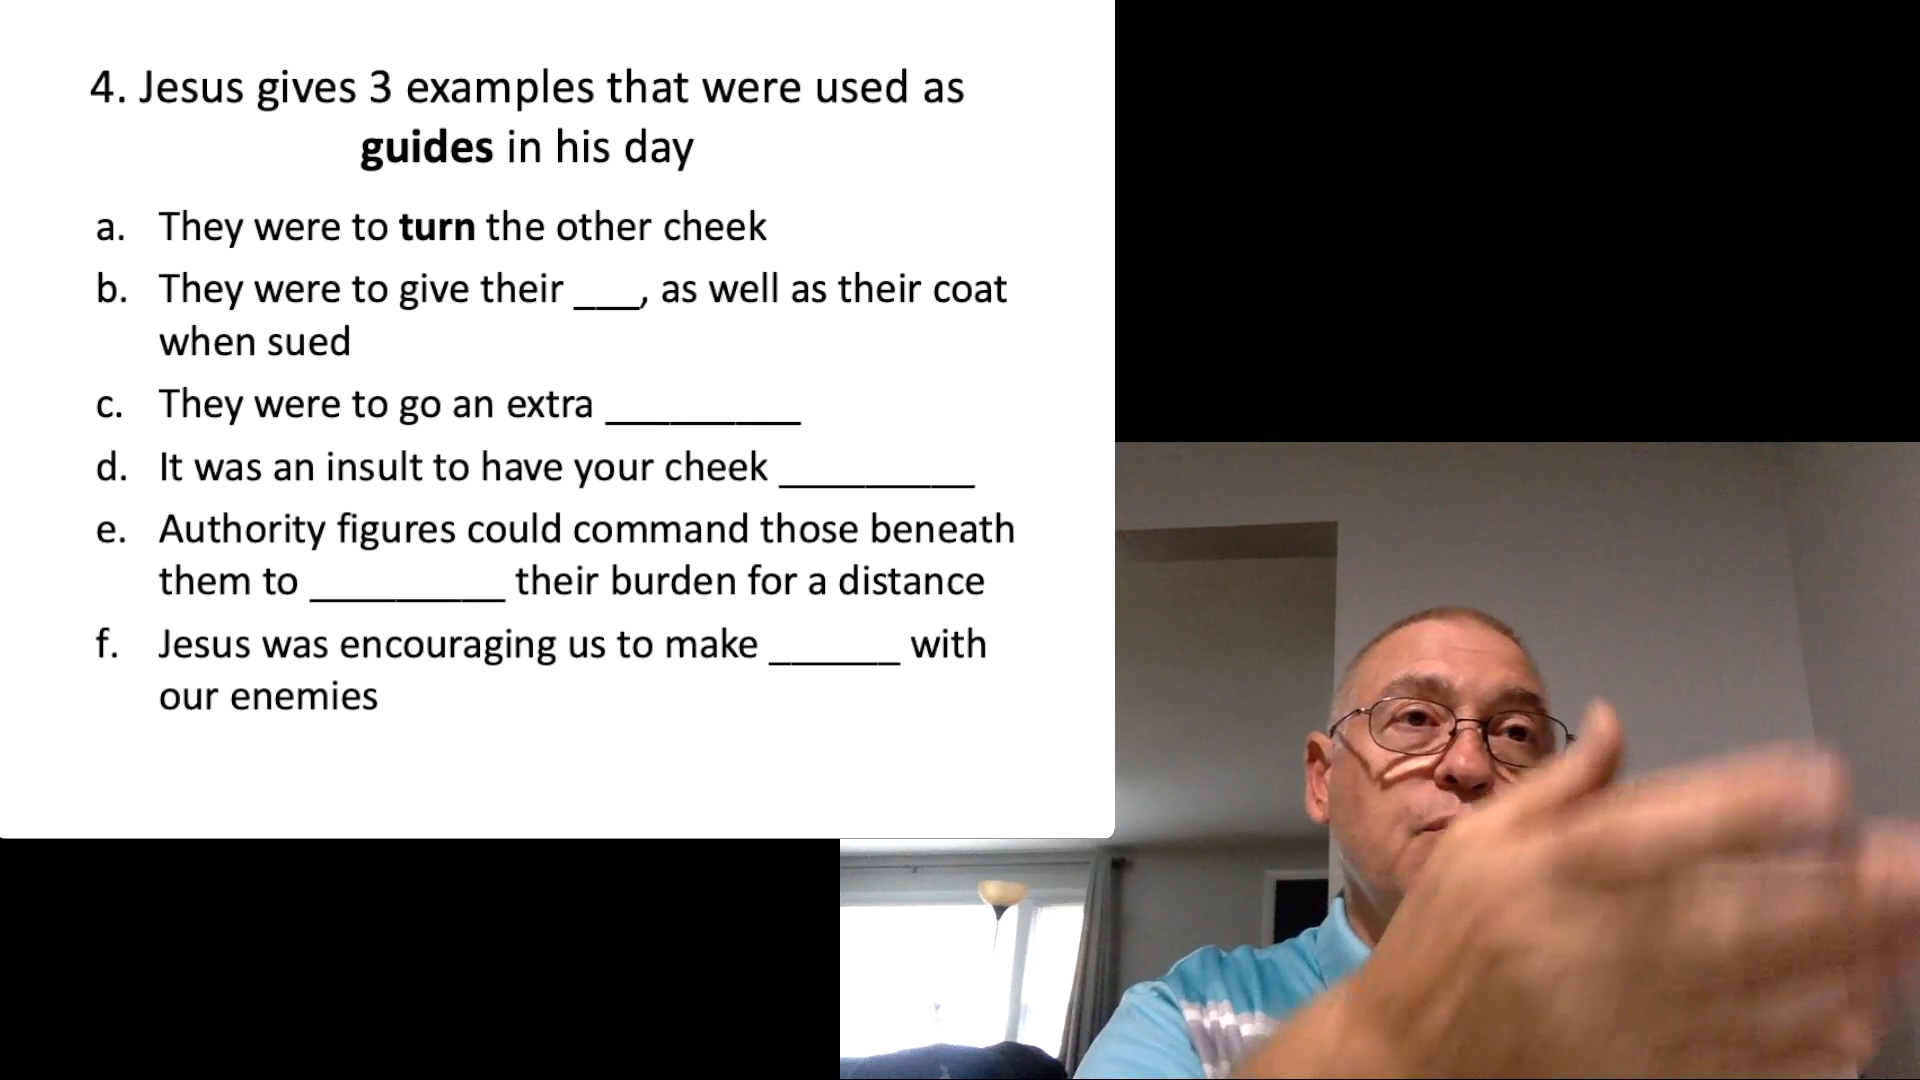 4. Jesus gives 3 examples that were used as
guides in his day
a. They were to turn the other cheek
b. They were to give their ___, as well as their coat
when sued
c. They were to go an extra _________
d. It was an insult to have your cheek _________
e. Authority figures could command those beneath
them to _________ their burden for a distance
f. Jesus was encouraging us to make ______ with
our enemies